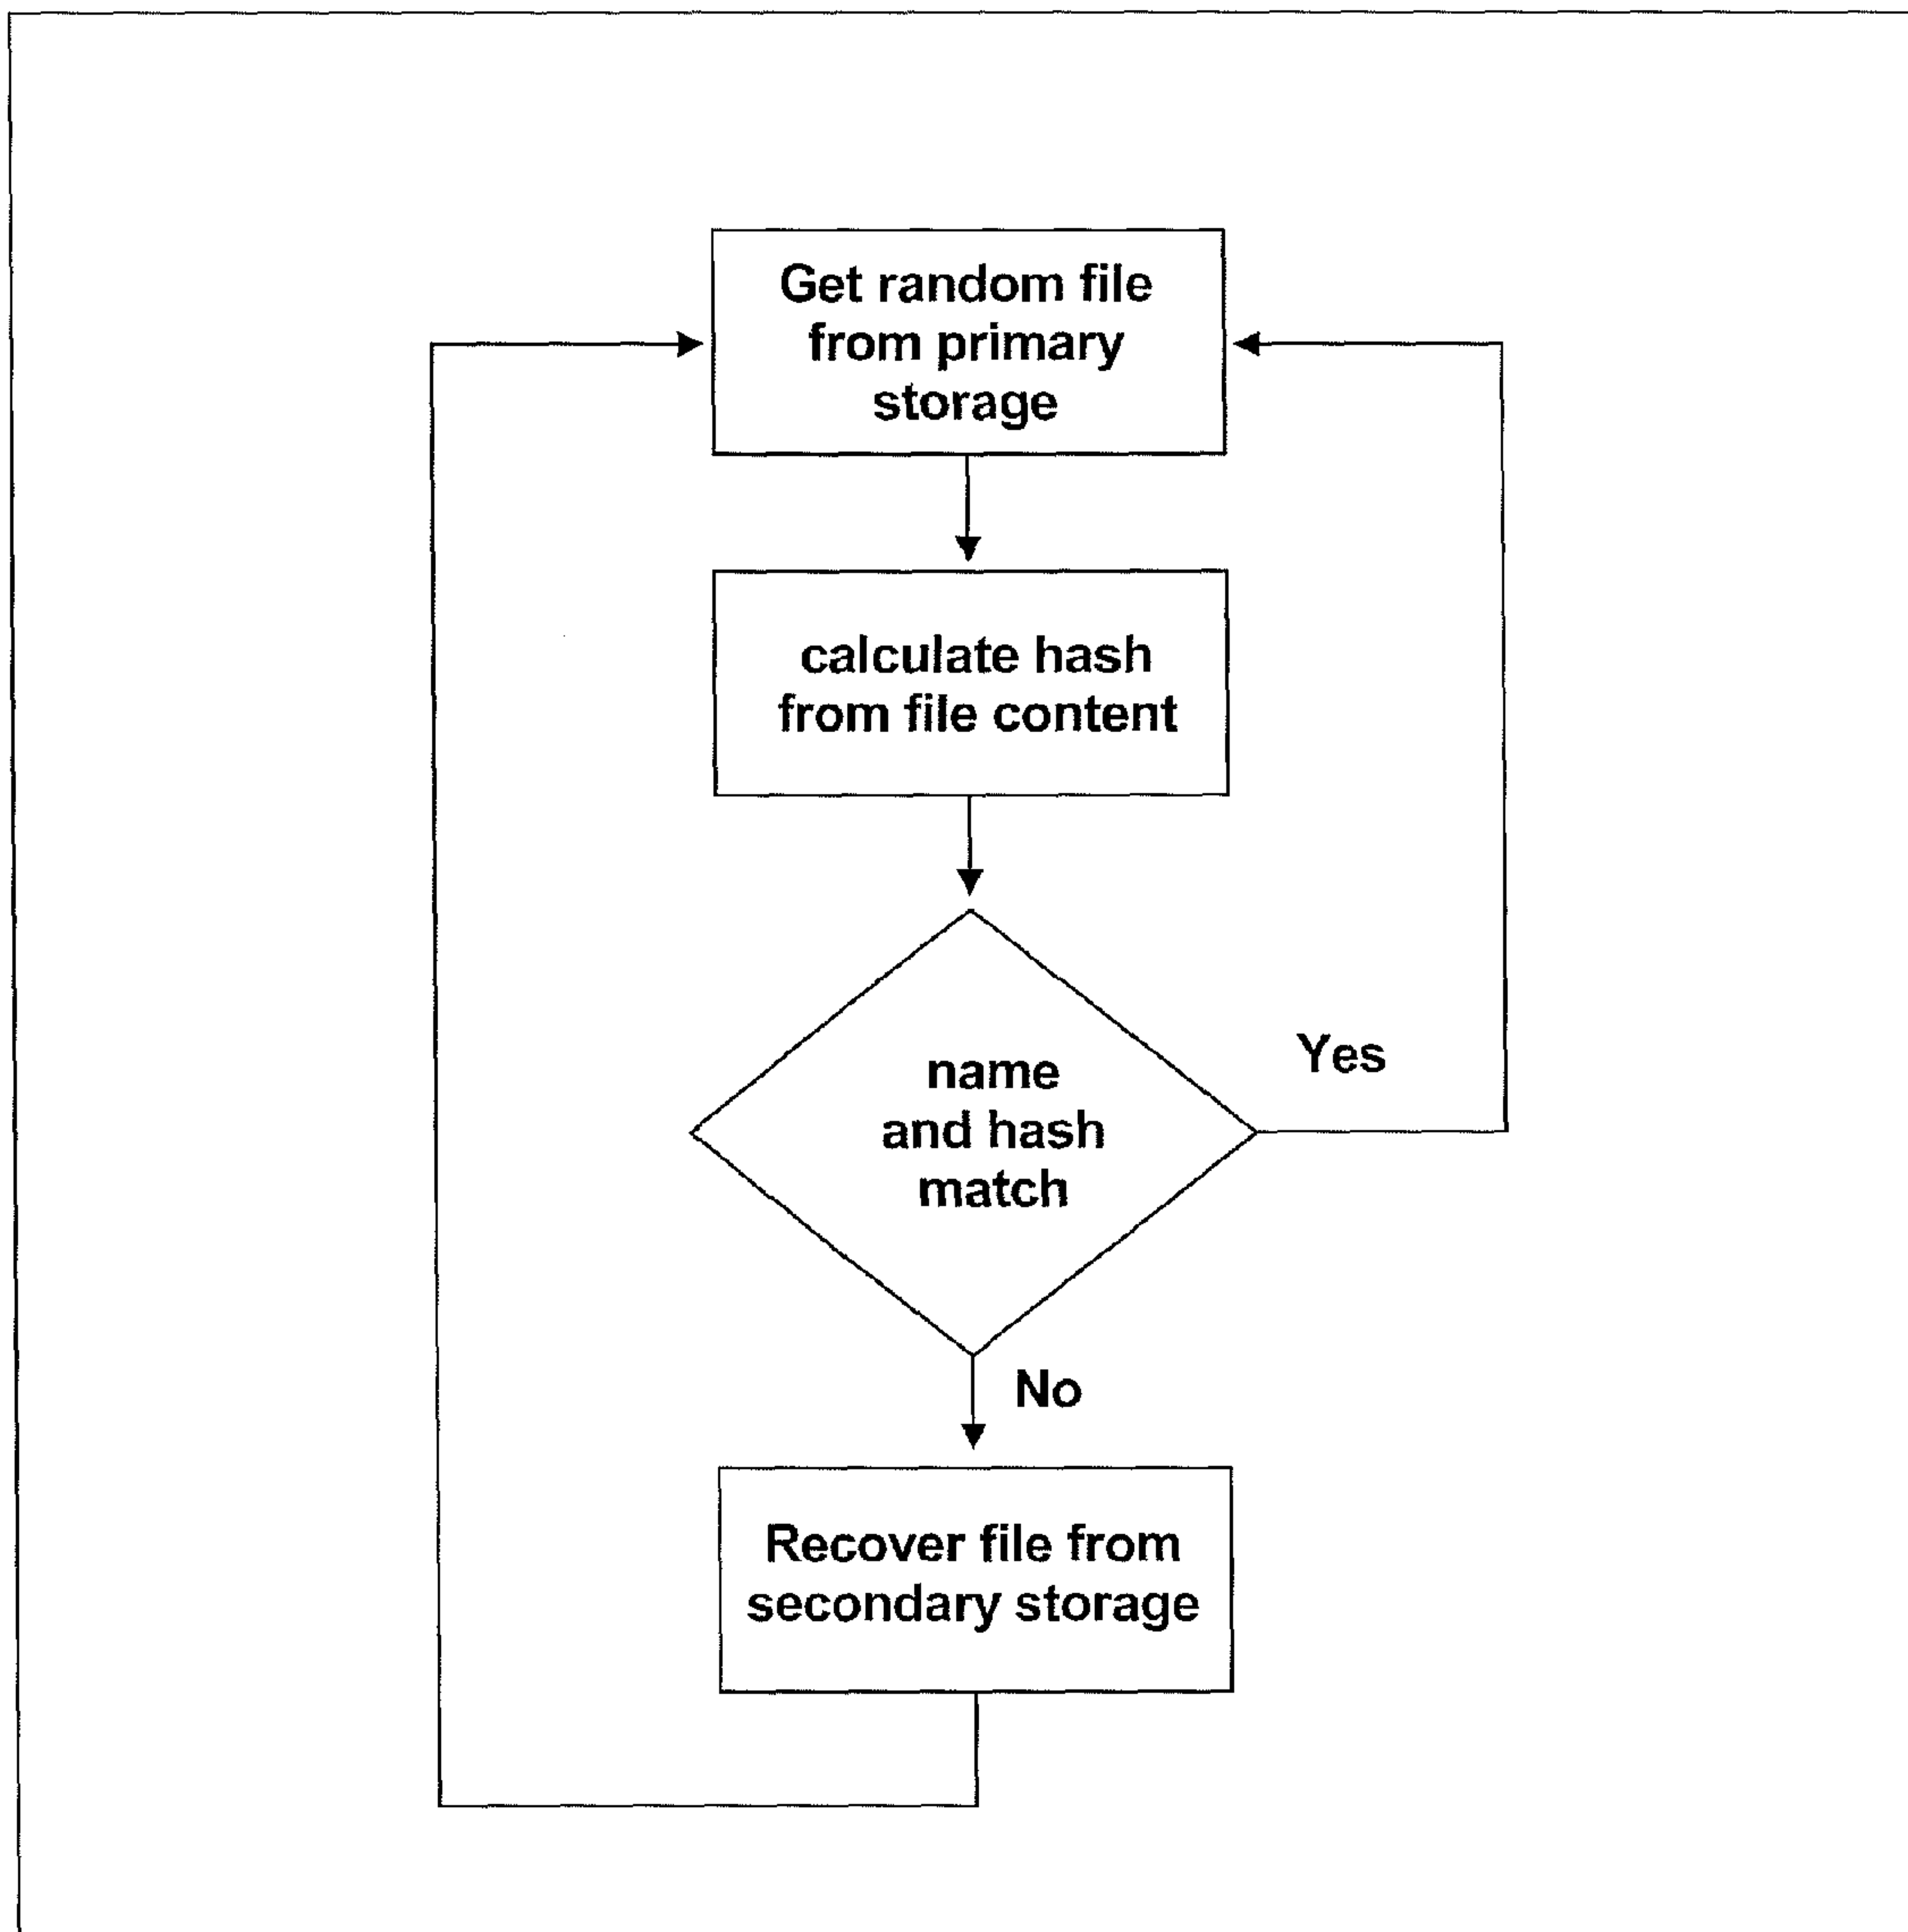 Get random file
from primary
storage
calculate hash
from file content
name
and hash
match
Yes
No
Recover file from
secondary storage